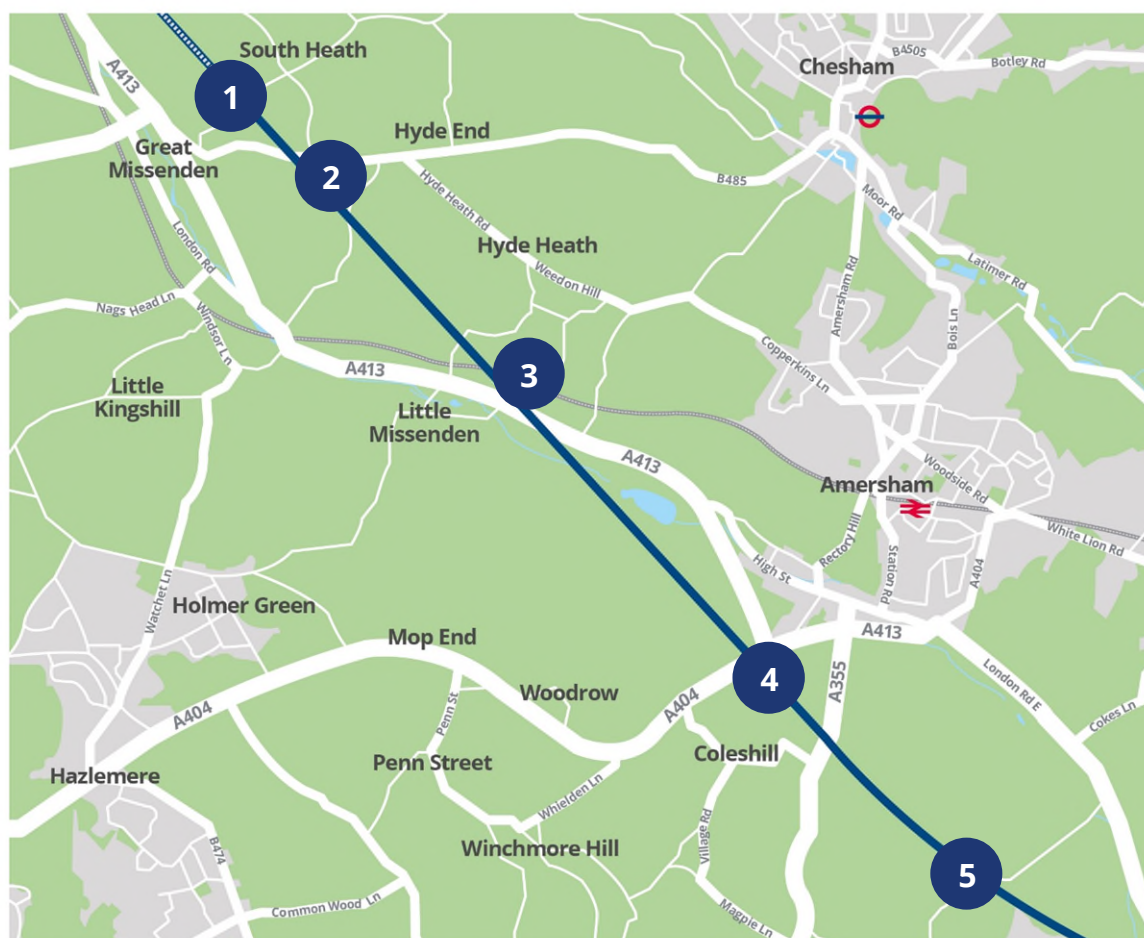 South Heath
A413
B4505
Botley Rd
Chesham
1
Hyde End
Great
Missenden
2
B485
Hyde Heath Rd
Moor Rd
London Rd
Hyde Heath
Latimer Rd
Weedon Hill
Nags Head Ln
Windsor Ln
Amersham Rd
Bois Ln
Copperkins Ln
A413
3
Little
Kingshill
Little
Missenden
A413
Amersham
Woodside Rd
Rectory Hill
White Lion Rd
High St
Station Rd
A404
Watchet Ln
Holmer Green
Mop End
A413
4
A355
London Rd E
Woodrow
A404
Penn St
A404
Cokes Ln
Hazlemere
Penn Street
Coleshill
Whielden Ln
Village Rd
B474
Winchmore Hill
5
Common Wood Ln
Magpie Ln